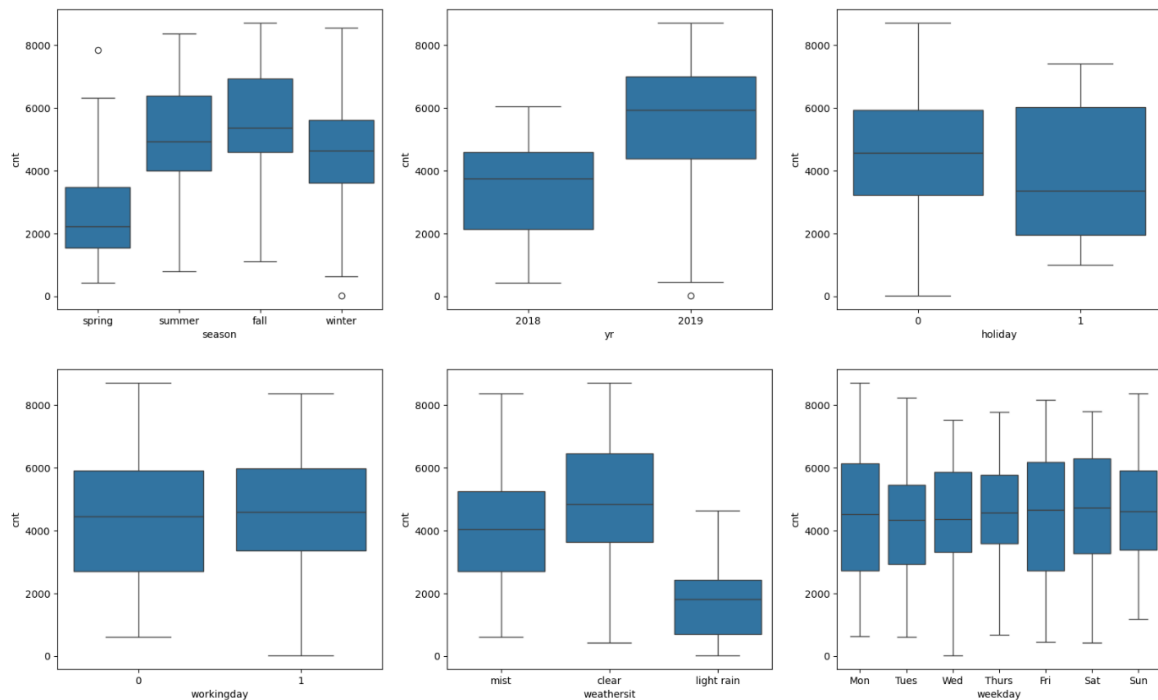 8000
6000
4000
2000
0
cnt
spring summer fall winter
season
8000
6000
4000
2000
0
cnt
2018 2019
yr
8000
6000
4000
2000
0
cnt
0 1
holiday
8000
6000
4000
2000
0
cnt
0 1
workingday
8000
6000
4000
2000
0
cnt
mist clear light rain
weathersit
8000
6000
4000
2000
0
cnt
Mon Tues Wed Thurs Fri Sat Sun
weekday